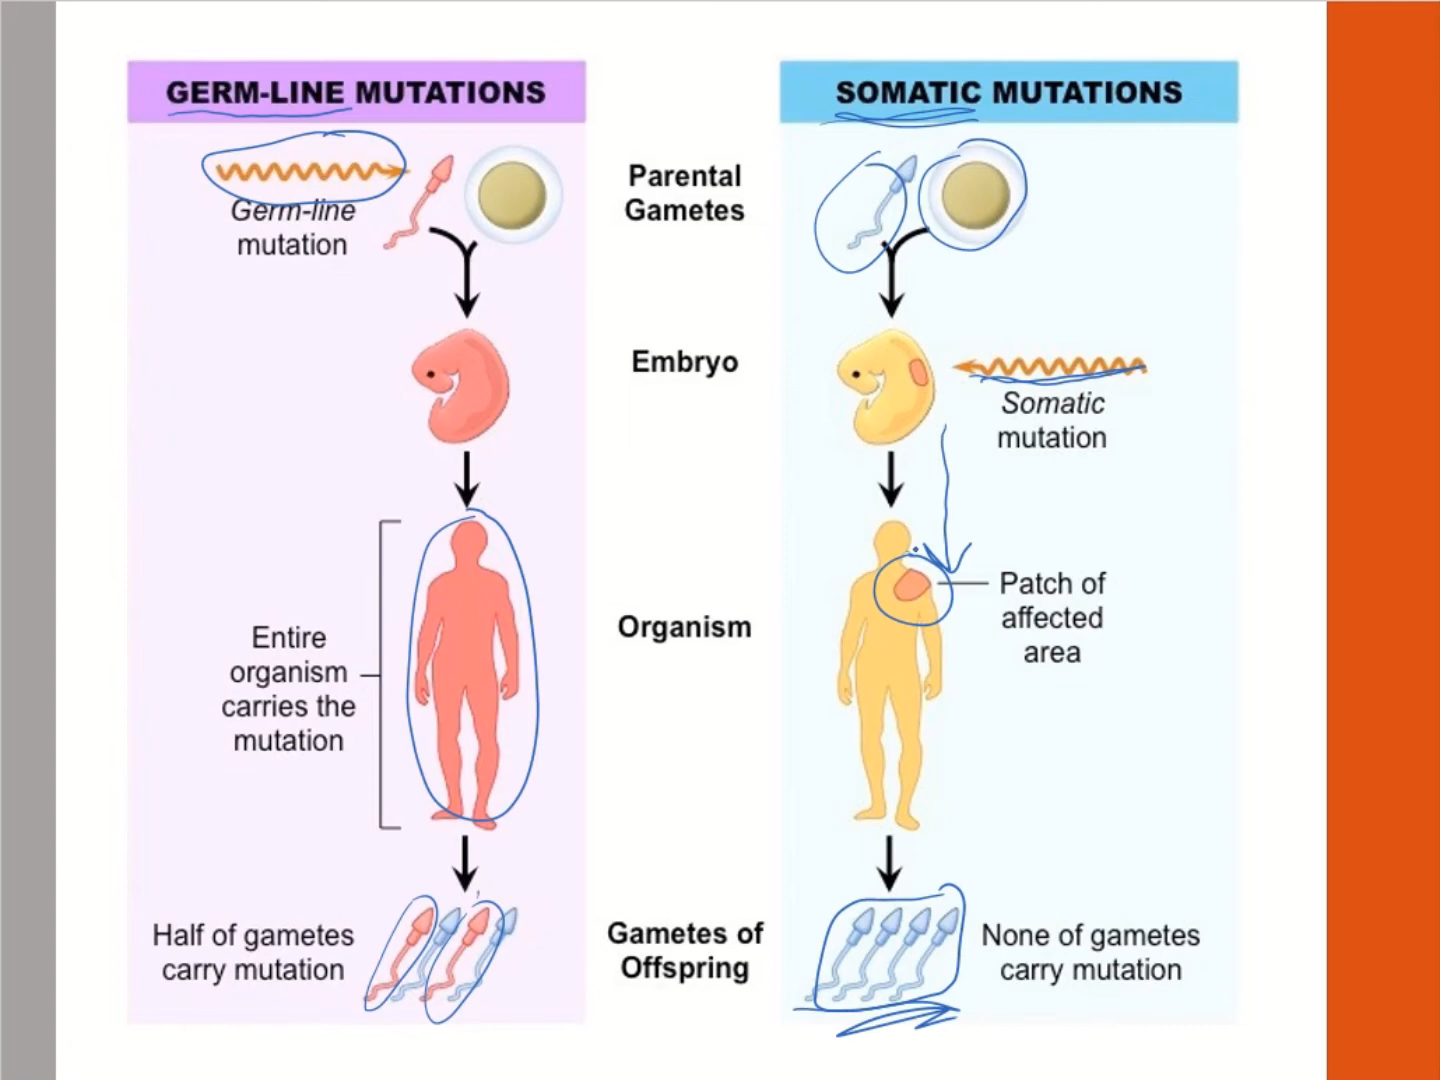 GERM-LINE MUTATIONS
SOMATIC MUTATIONS
Germ-line
mutation
Parental
Gametes
Embryo
Somatic
mutation
Entire
organism
carries the
mutation
Organism
Patch of
affected
area
Half of gametes
carry mutation
Gametes of
Offspring
None of gametes
carry mutation